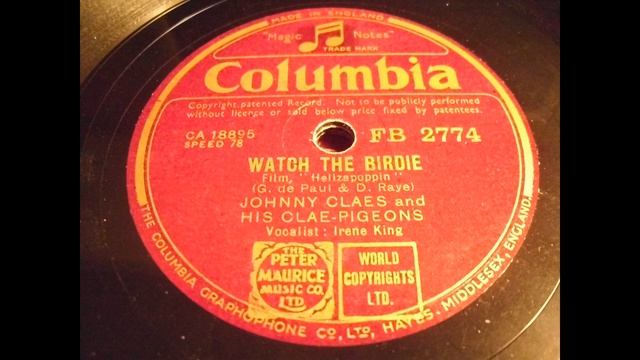 MADE IN ENGLAND
"Magic Notes"
TRADE MARK
Columbia
Copyright patented Record. Not to be publicly performed
without licence or sold below price fixed by patentees.
CA 18895 FB 2774
SPEED 78
WATCH THE BIRDIE
Film, "Hellzapoppin"
(G. de Paul & D. Raye)
JOHNNY CLAES and
HIS CLAE-PIGEONS
Vocalist: Irene King
THE
PETER
MAURICE
MUSIC CO.
LTD.
WORLD
COPYRIGHTS
LTD.
THE COLUMBIA GRAPHOPHONE CO, LTD, HAYES, MIDDLESEX, ENGLAND.